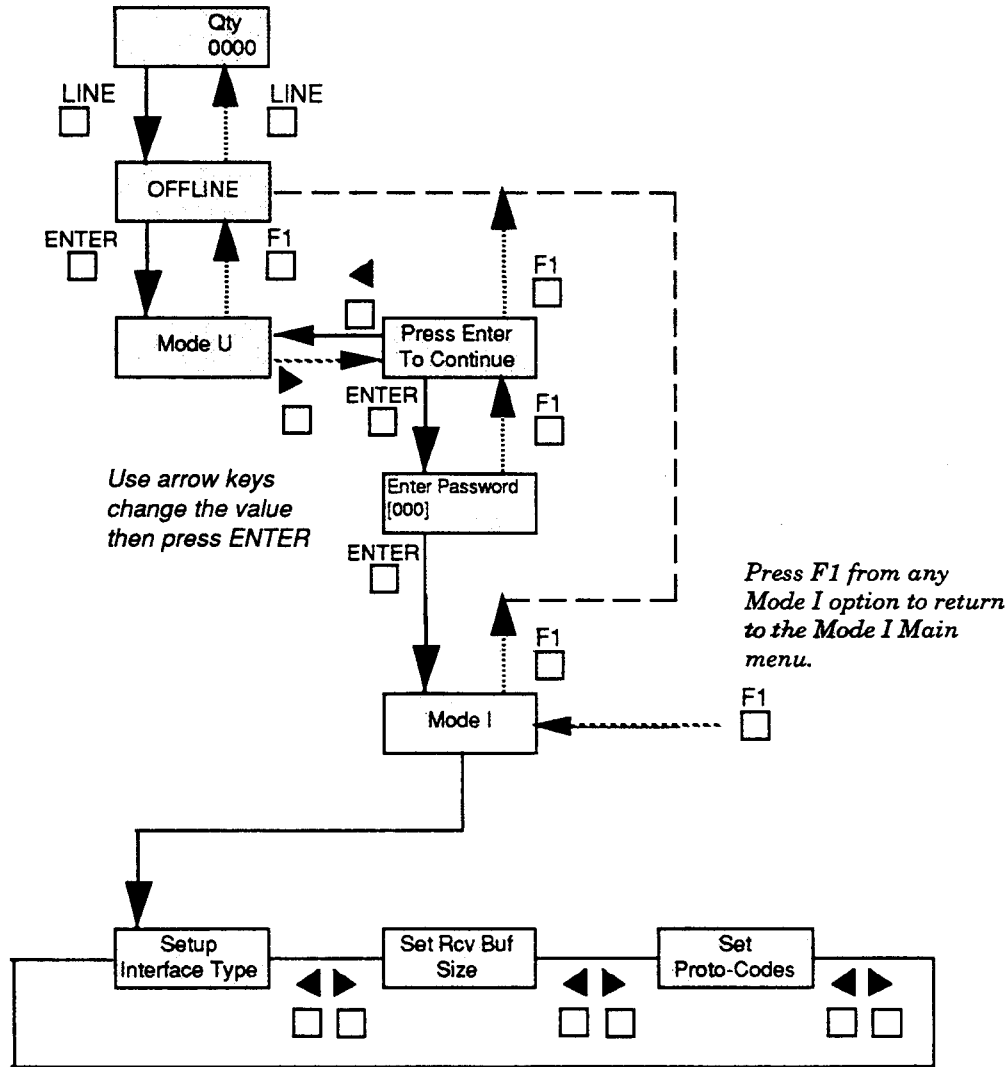 Qty
0000
LINE
LINE
OFFLINE
ENTER
F1
F1
Mode U
Press Enter
To Continue
ENTER
F1
Use arrow keys
change the value
then press ENTER
Enter Password
[000]
ENTER
Press F1 from any
Mode I option to return
to the Mode I Main
menu.
F1
F1
Mode I
Setup
Interface Type
Set Rcv Buf
Size
Set
Proto-Codes